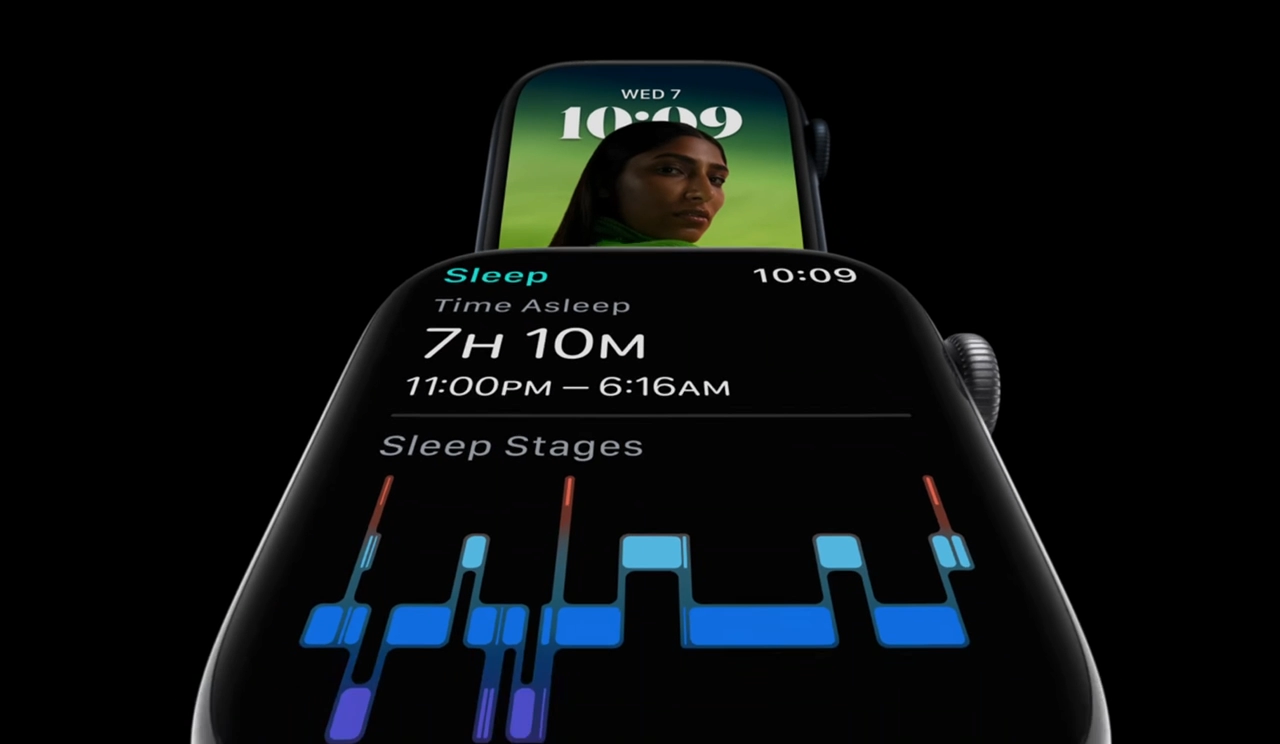 WED 7
10:09
Sleep
10:09
Time Asleep
7H 10M
11:00PM — 6:16AM
Sleep Stages